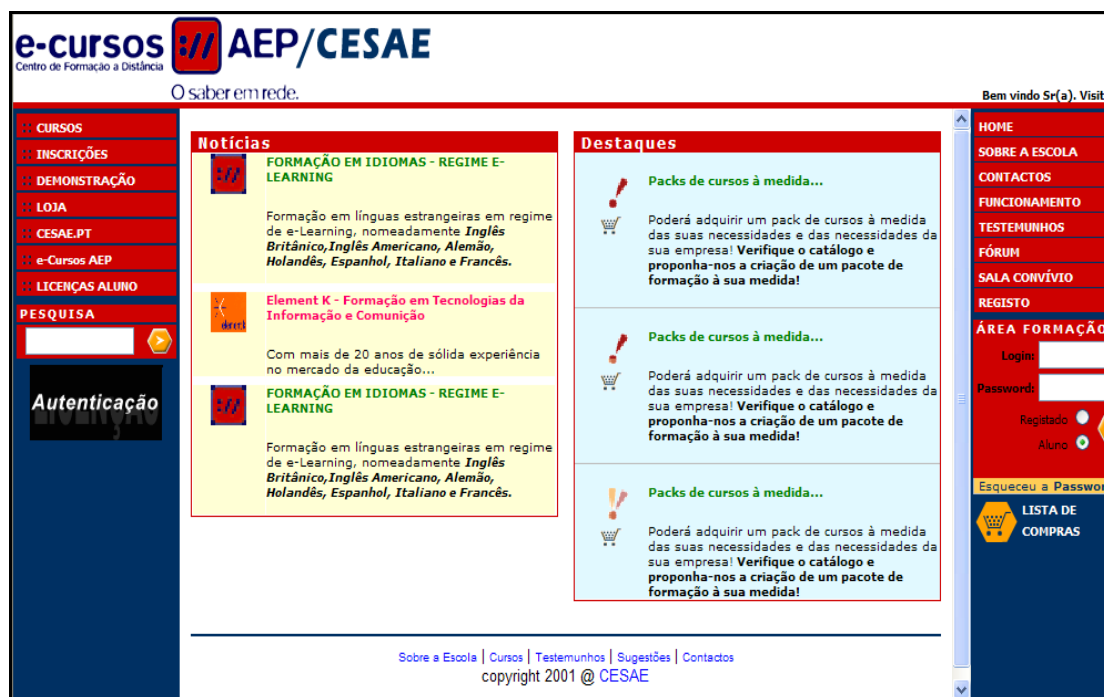 e-cursos :// AEP/CESAE
Centro de Formação a Distância
O saber em rede.
Bem vindo Sr(a). Visit
:: CURSOS
:: INSCRIÇÕES
:: DEMONSTRAÇÃO
:: LOJA
:: CESAE.PT
:: e-Cursos AEP
:: LICENÇAS ALUNO
PESQUISA
Autenticação
Notícias
FORMAÇÃO EM IDIOMAS - REGIME E-
LEARNING
Formação em línguas estrangeiras em regime
de e-Learning, nomeadamente Inglês
Britânico,Inglês Americano, Alemão,
Holandês, Espanhol, Italiano e Francês.
element k
Element K - Formação em Tecnologias da
Informação e Comunição
Com mais de 20 anos de sólida experiência
no mercado da educação...
FORMAÇÃO EM IDIOMAS - REGIME E-
LEARNING
Formação em línguas estrangeiras em regime
de e-Learning, nomeadamente Inglês
Britânico,Inglês Americano, Alemão,
Holandês, Espanhol, Italiano e Francês.
Destaques
Packs de cursos à medida...
Poderá adquirir um pack de cursos à medida
das suas necessidades e das necessidades da
sua empresa! Verifique o catálogo e
proponha-nos a criação de um pacote de
formação à sua medida!
Packs de cursos à medida...
Poderá adquirir um pack de cursos à medida
das suas necessidades e das necessidades da
sua empresa! Verifique o catálogo e
proponha-nos a criação de um pacote de
formação à sua medida!
Packs de cursos à medida...
Poderá adquirir um pack de cursos à medida
das suas necessidades e das necessidades da
sua empresa! Verifique o catálogo e
proponha-nos a criação de um pacote de
formação à sua medida!
HOME
SOBRE A ESCOLA
CONTACTOS
FUNCIONAMENTO
TESTEMUNHOS
FÓRUM
SALA CONVÍVIO
REGISTO
ÁREA FORMAÇÃO
Login:
Password:
Registado
Aluno
Esqueceu a Passwor
LISTA DE
COMPRAS
Sobre a Escola | Cursos | Testemunhos | Sugestões | Contactos
copyright 2001 @ CESAE